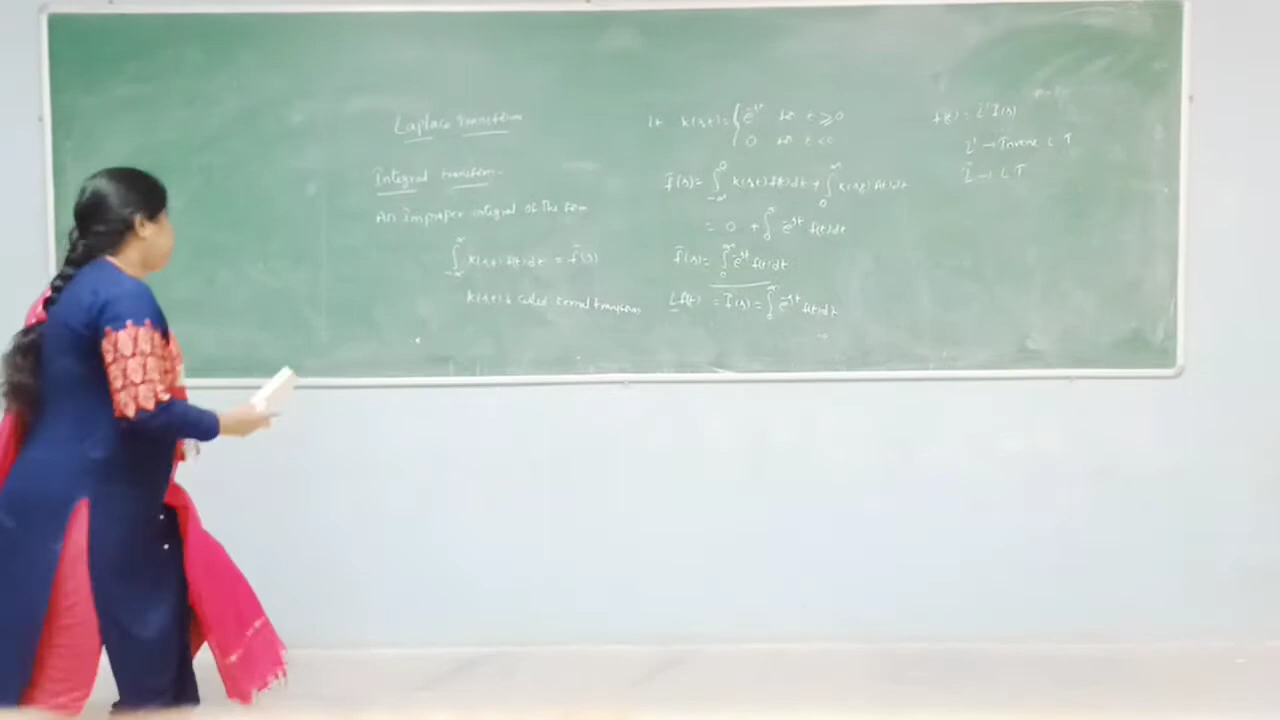 Laplace Transform
Integral transform.
An improper integral of the form
∫_{-∞}^{∞} K(s,t) f(t) dt = f̄(s)
K(s,t) is called kernel transform
If K(s,t) = { e^{-st} for t ≥ 0
0 for t < 0
f̄(s) = ∫_{-∞}^{0} K(s,t) f(t) dt + ∫_{0}^{∞} K(s,t) f(t) dt
= 0 + ∫_{0}^{∞} e^{-st} f(t) dt
f̄(s) = ∫_{0}^{∞} e^{-st} f(t) dt
L f(t) = f̄(s) = ∫_{0}^{∞} e^{-st} f(t) dt
f(t) = L^{-1} f̄(s)
L^{-1} → Inverse L T
L → L T